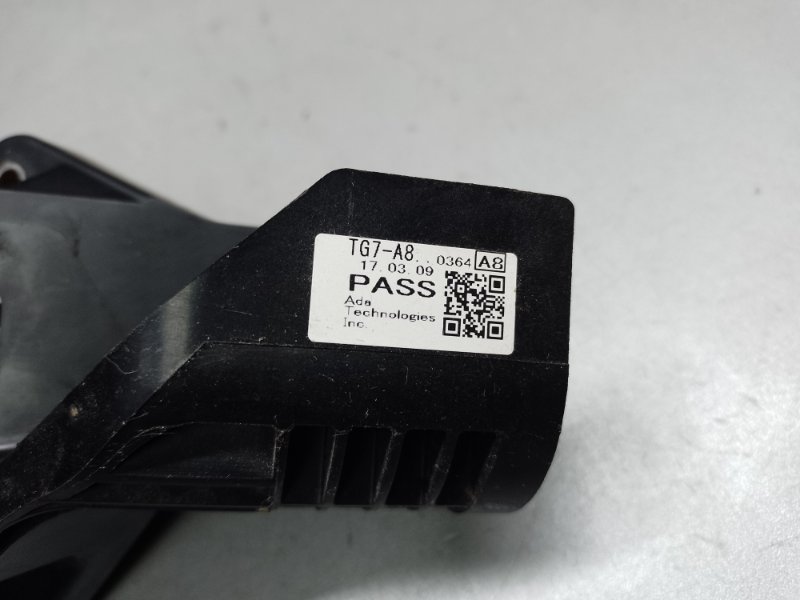 TG7-A8..0364 A8
17.03.09
PASS
Ada
Technologies
Inc.